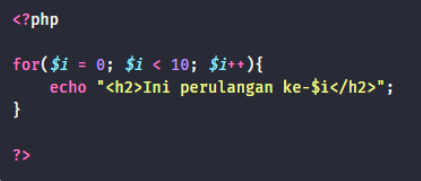 <?php
for($i = 0; $i < 10; $i++){
echo "<h2>Ini perulangan ke-$i</h2>";
}
?>